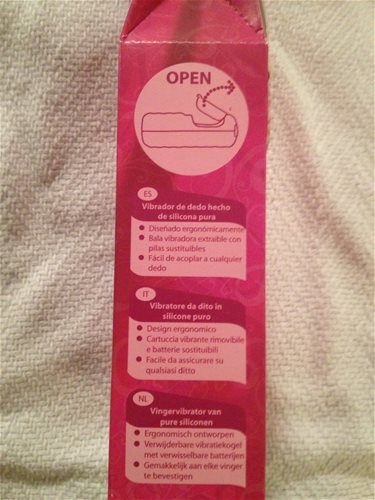 OPEN
ES
Vibrador de dedo hecho
de silicona pura
Diseñado ergonómicamente
Bala vibradora extraible con
pilas sustituibles
Fácil de acoplar a cualquier
dedo
IT
Vibratore da dito in
silicone puro
Design ergonomico
Cartuccia vibrante rimovibile
e batterie sostituibili
Facile da assicurare su
qualsiasi ditto
NL
Vingervibrator van
pure siliconen
Ergonomisch ontworpen
Verwijderbare vibratiekogel
met verwisselbare batterijen
Gemakkelijk aan elke vinger
te bevestigen